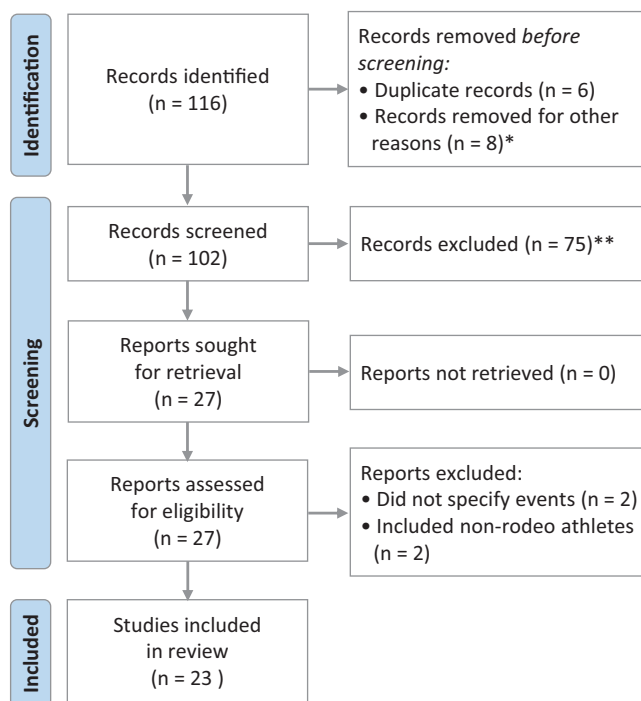 Identification
Records identified
(n = 116)
Records removed before
screening:
• Duplicate records (n = 6)
• Records removed for other
reasons (n = 8)*
Screening
Records screened
(n = 102)
Records excluded (n = 75)**
Reports sought
for retrieval
(n = 27)
Reports not retrieved (n = 0)
Reports assessed
for eligibility
(n = 27)
Reports excluded:
• Did not specify events (n = 2)
• Included non-rodeo athletes
(n = 2)
Included
Studies included
in review
(n = 23 )